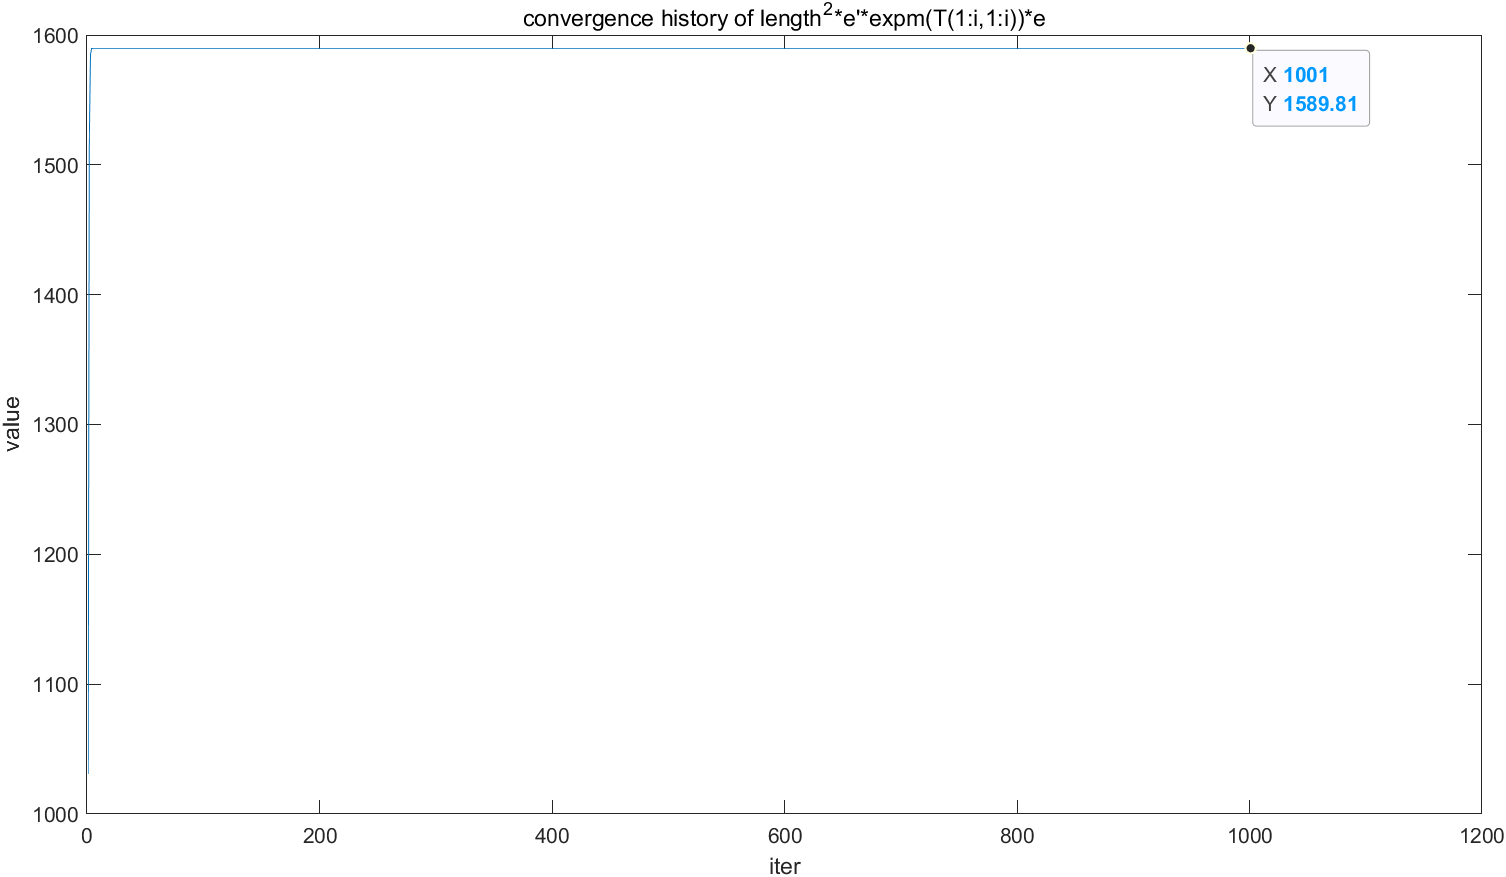 convergence history of length²*e'*expm(T(1:i,1:i))*e
1600
1500
1400
1300
1200
1100
1000
value
X 1001
Y 1589.81
0 200 400 600 800 1000 1200
iter